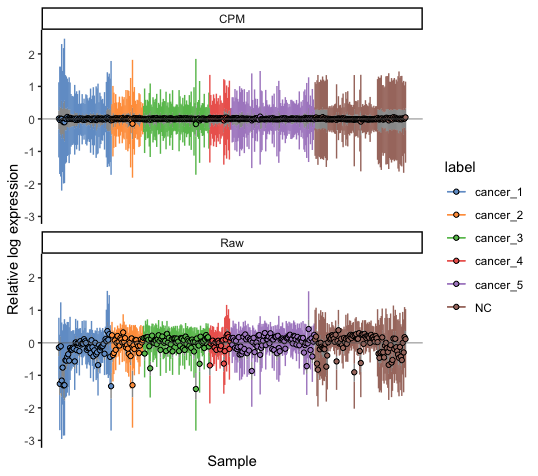 CPM
2
1
0
-1
-2
-3
Raw
2
1
0
-1
-2
-3
Relative log expression
Sample
label
cancer_1
cancer_2
cancer_3
cancer_4
cancer_5
NC